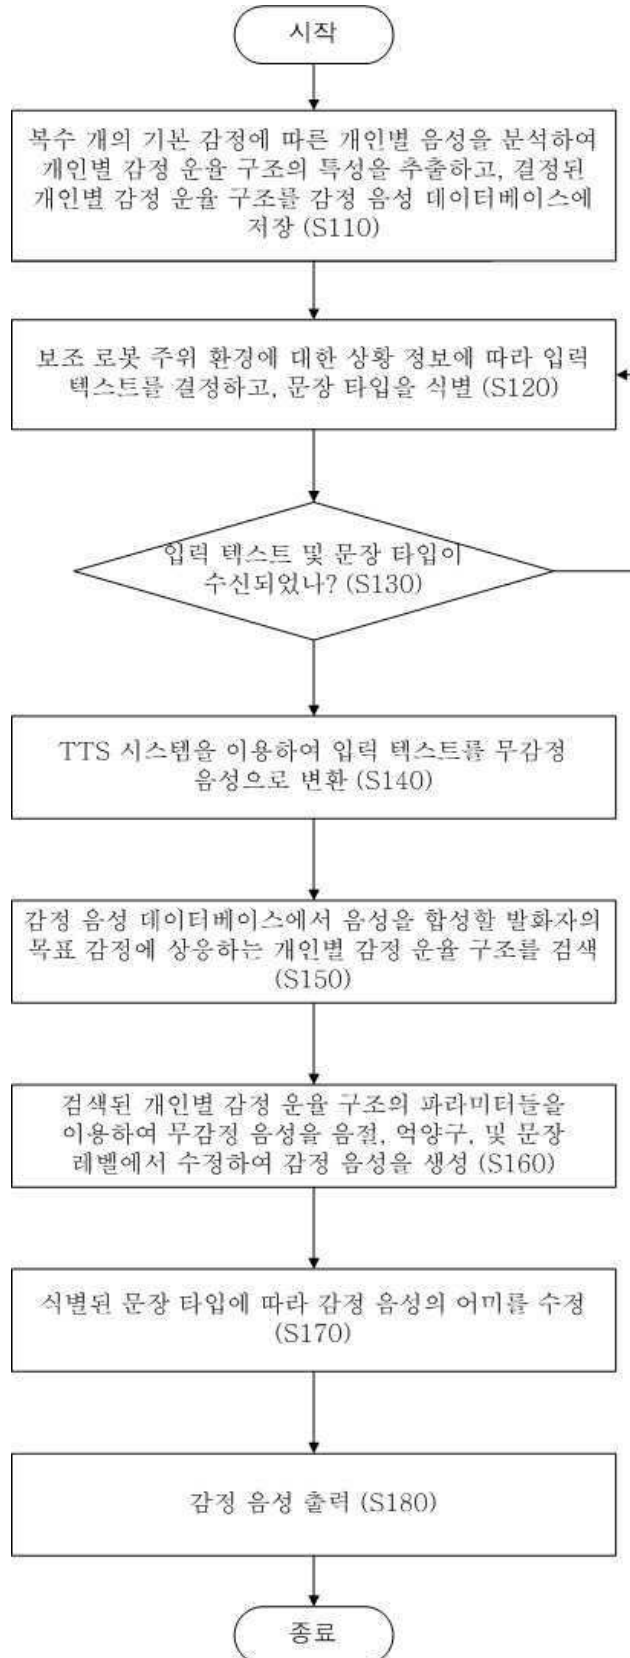 시작
복수 개의 기본 감정에 따른 개인별 음성을 분석하여
개인별 감정 운율 구조의 특성을 추출하고, 결정된
개인별 감정 운율 구조를 감정 음성 데이터베이스에
저장 (S110)
보조 로봇 주위 환경에 대한 상황 정보에 따라 입력
텍스트를 결정하고, 문장 타입을 식별 (S120)
입력 텍스트 및 문장 타입이
수신되었나? (S130)
TTS 시스템을 이용하여 입력 텍스트를 무감정
음성으로 변환 (S140)
감정 음성 데이터베이스에서 음성을 합성할 발화자의
목표 감정에 상응하는 개인별 감정 운율 구조를 검색
(S150)
검색된 개인별 감정 운율 구조의 파라미터들을
이용하여 무감정 음성을 음절, 억양구, 및 문장
레벨에서 수정하여 감정 음성을 생성 (S160)
식별된 문장 타입에 따라 감정 음성의 어미를 수정
(S170)
감정 음성 출력 (S180)
종료